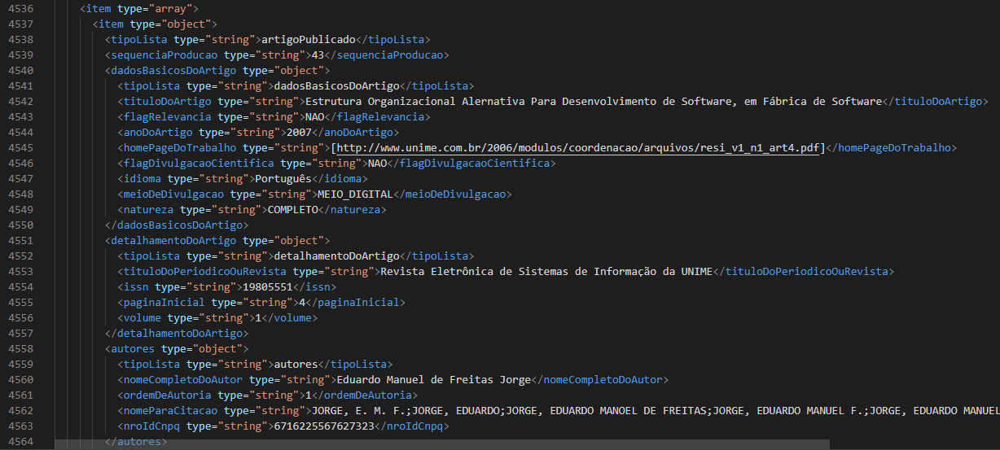 4536 <item type="array">
4537 <item type="object">
4538 <tipoLista type="string">artigoPublicado</tipoLista>
4539 <sequenciaProducao type="string">43</sequenciaProducao>
4540 <dadosBasicosDoArtigo type="object">
4541 <tipoLista type="string">dadosBasicosDoArtigo</tipoLista>
4542 <tituloDoArtigo type="string">Estrutura Organizacional Alernativa Para Desenvolvimento de Software, em Fábrica de Software</tituloDoArtigo>
4543 <flagRelevancia type="string">NAO</flagRelevancia>
4544 <anoDoArtigo type="string">2007</anoDoArtigo>
4545 <homePageDoTrabalho type="string">[http://www.unime.com.br/2006/modulos/coordenacao/arquivos/resi_v1_n1_art4.pdf]</homePageDoTrabalho>
4546 <flagDivulgacaoCientifica type="string">NAO</flagDivulgacaoCientifica>
4547 <idioma type="string">Português</idioma>
4548 <meioDeDivulgacao type="string">MEIO_DIGITAL</meioDeDivulgacao>
4549 <natureza type="string">COMPLETO</natureza>
4550 </dadosBasicosDoArtigo>
4551 <detalhamentoDoArtigo type="object">
4552 <tipoLista type="string">detalhamentoDoArtigo</tipoLista>
4553 <tituloDoPeriodicoOuRevista type="string">Revista Eletrônica de Sistemas de Informação da UNIME</tituloDoPeriodicoOuRevista>
4554 <issn type="string">19805551</issn>
4555 <paginaInicial type="string">4</paginaInicial>
4556 <volume type="string">1</volume>
4557 </detalhamentoDoArtigo>
4558 <autores type="object">
4559 <tipoLista type="string">autores</tipoLista>
4560 <nomeCompletoDoAutor type="string">Eduardo Manuel de Freitas Jorge</nomeCompletoDoAutor>
4561 <ordemDeAutoria type="string">1</ordemDeAutoria>
4562 <nomeParaCitacao type="string">JORGE, E. M. F.;JORGE, EDUARDO;JORGE, EDUARDO MANOEL DE FREITAS;JORGE, EDUARDO MANUEL F.;JORGE, EDUARDO MANUEL
4563 <nroIdCnpq type="string">6716225567627323</nroIdCnpq>
4564 </autores>